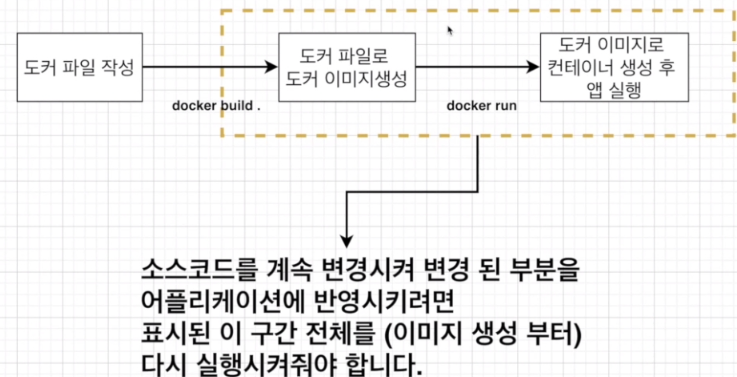 도커 파일 작성
docker build .
도커 파일로
도커 이미지생성
docker run
도커 이미지로
컨테이너 생성 후
앱 실행
소스코드를 계속 변경시켜 변경 된 부분을
어플리케이션에 반영시키려면
표시된 이 구간 전체를 (이미지 생성 부터)
다시 실행시켜줘야 합니다.